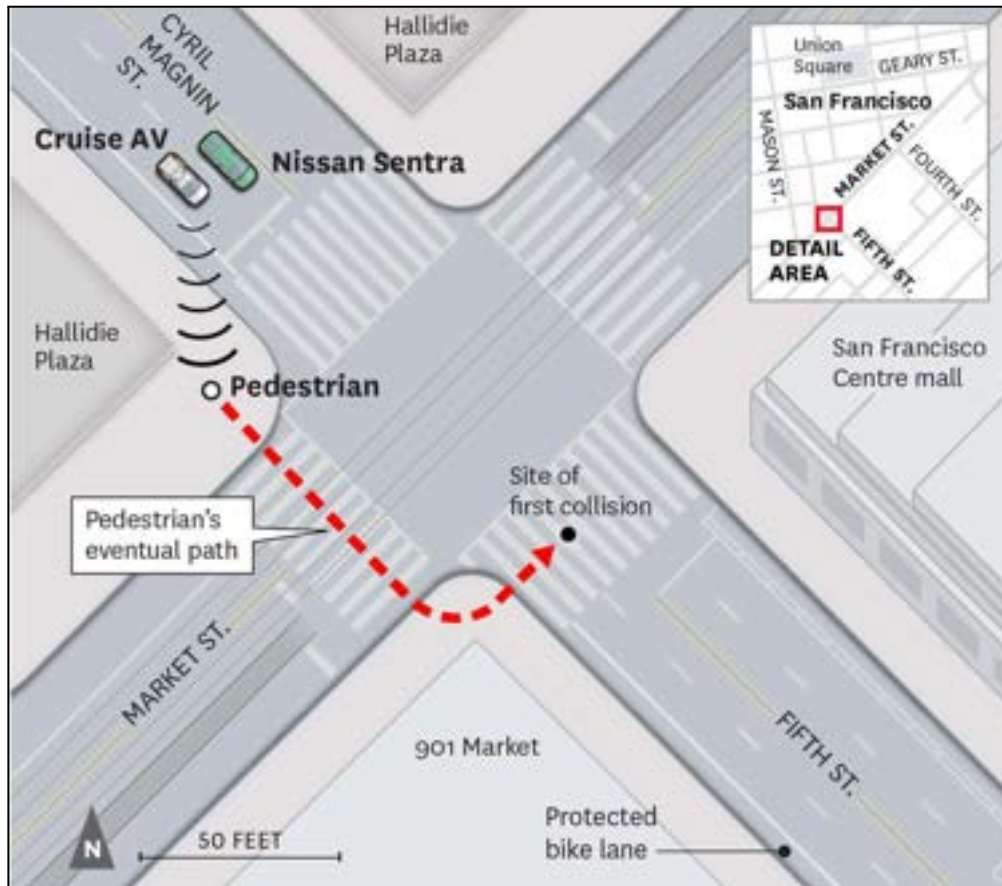 CYRIL
MAGNIN
ST.
Hallidie
Plaza
Cruise AV
Nissan Sentra
Union
Square
GEARY ST.
San Francisco
MASON ST.
MARKET ST.
FOURTH ST.
DETAIL
AREA
FIFTH ST.
Hallidie
Plaza
San Francisco
Centre mall
Pedestrian
Site of
first collision
Pedestrian's
eventual path
MARKET ST.
901 Market
FIFTH ST.
Protected
bike lane
N
50 FEET